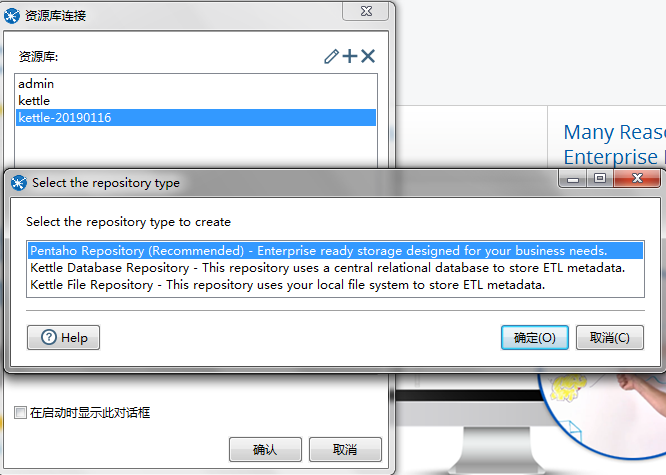 资源库连接
资源库:
admin
kettle
kettle-20190116
Many Reaso
Enterprise
Select the repository type
Select the repository type to create
Pentaho Repository (Recommended) - Enterprise ready storage designed for your business needs.
Kettle Database Repository - This repository uses a central relational database to store ETL metadata.
Kettle File Repository - This repository uses your local file system to store ETL metadata.
Help
确定(O)
取消(C)
在启动时显示此对话框
确认
取消